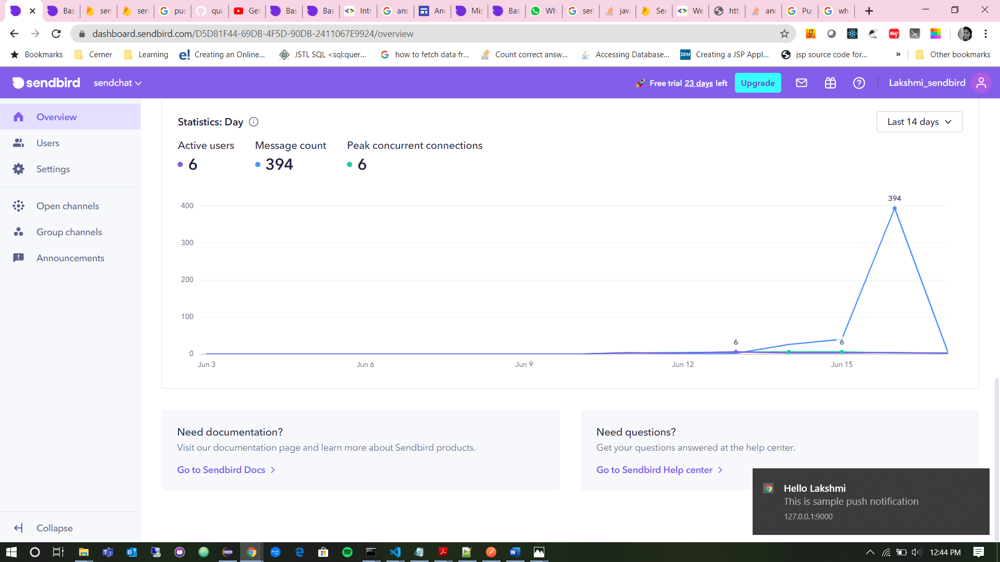 Bas
sen
sen
pus
qui
Get
Bas
Bas
Intr
ans
And
Mis
Bas
Wh
sen
java
Ser
We
http
and
Pus
wh
dashboard.sendbird.com/D5D81F44-69DB-4F5D-90DB-2411067E9924/overview
Bookmarks
Cerner
Learning
Creating an Online...
JSTL SQL <sql:quer...
how to fetch data fr...
Count correct answ...
Accessing Database...
IBM
Creating a JSP Appl...
jsp source code for...
»
Other bookmarks
sendbird
sendchat
Free trial 23 days left
Upgrade
Lakshmi_sendbird
Overview
Users
Settings
Open channels
Group channels
Announcements
Collapse
Statistics: Day
Last 14 days
Active users
6
Message count
394
Peak concurrent connections
6
400
300
200
100
0
394
6
6
Jun 3
Jun 6
Jun 9
Jun 12
Jun 15
Need documentation?
Visit our documentation page and learn more about Sendbird products.
Go to Sendbird Docs
Need questions?
Get your questions answered at the help center.
Go to Sendbird Help center
Hello Lakshmi
This is sample push notification
127.0.0.1:9000
12:44 PM